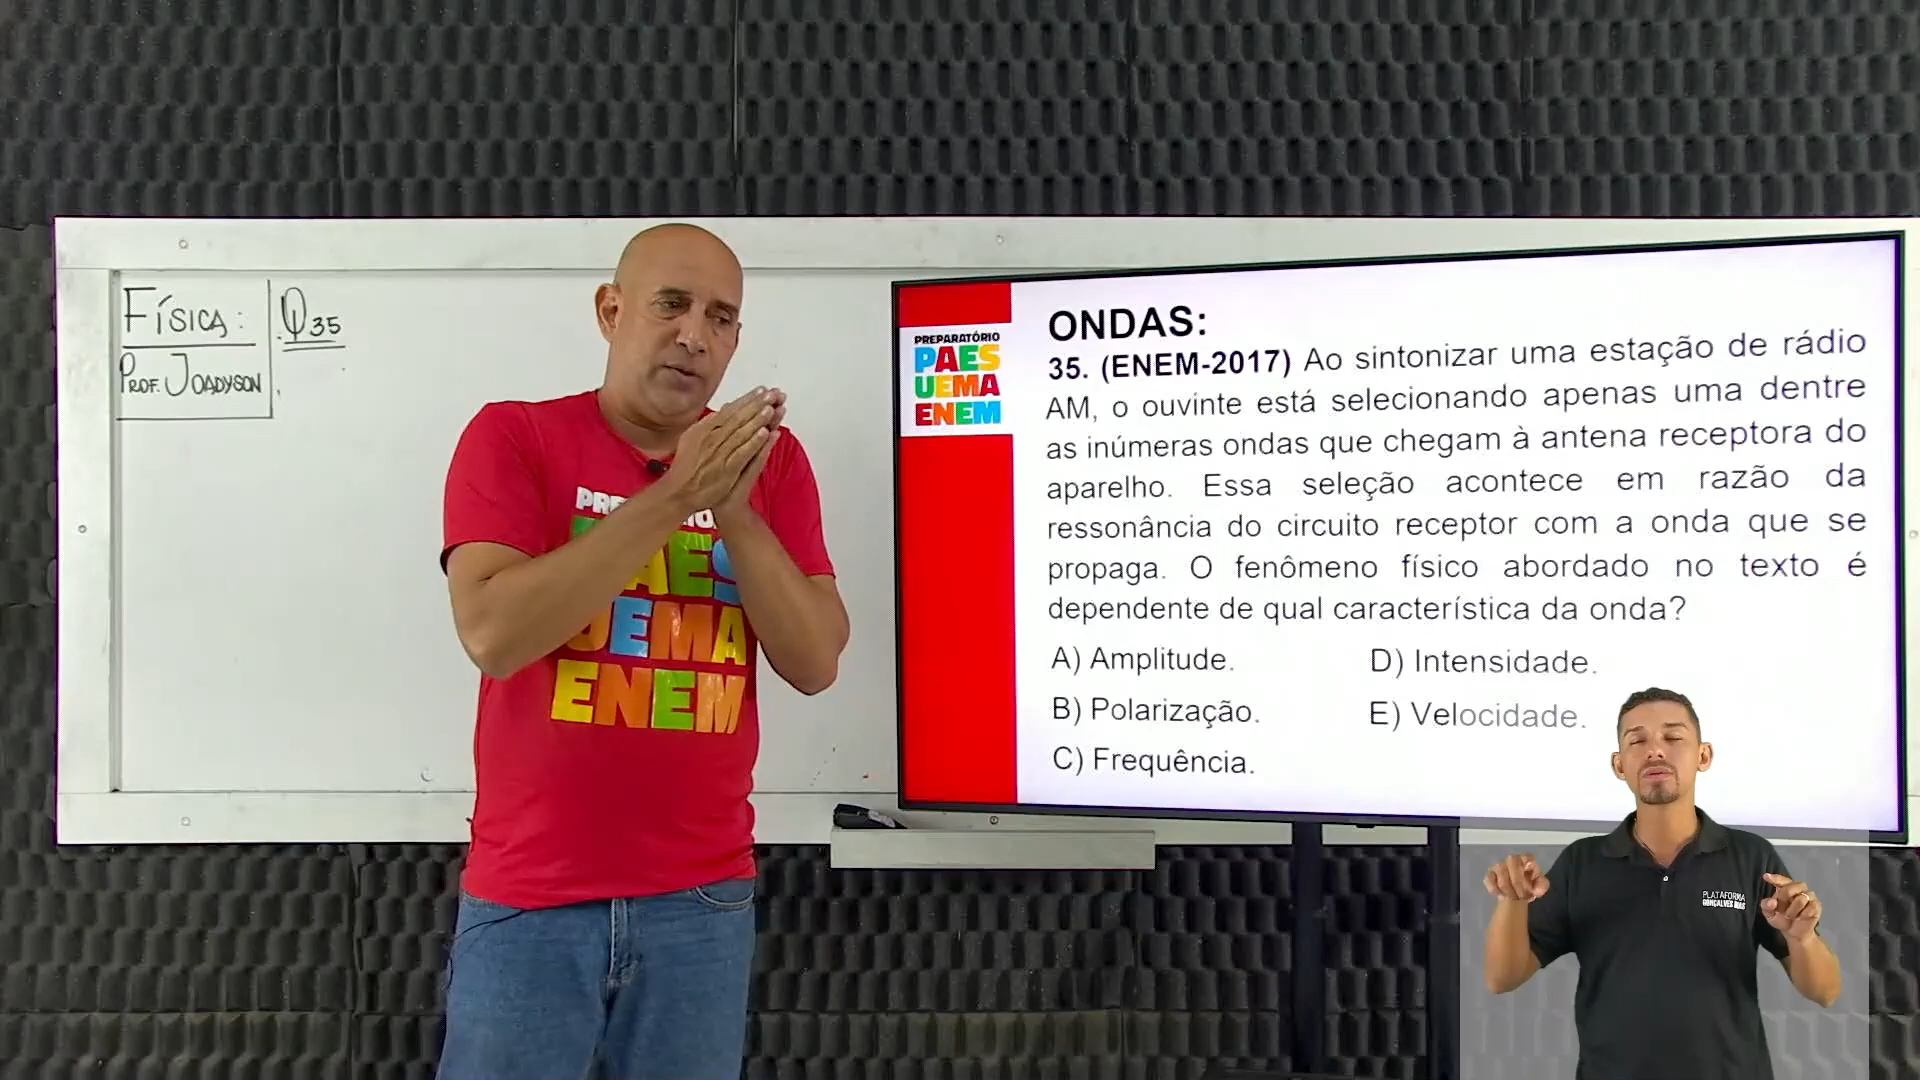 FÍSICA:
PROF. JOADYSON
Q35
PREPARATÓRIO
PAES
UEMA
ENEM
ONDAS:
35. (ENEM-2017) Ao sintonizar uma estação de rádio
AM, o ouvinte está selecionando apenas uma dentre
as inúmeras ondas que chegam à antena receptora do
aparelho. Essa seleção acontece em razão da
ressonância do circuito receptor com a onda que se
propaga. O fenômeno físico abordado no texto é
dependente de qual característica da onda?
A) Amplitude.
B) Polarização.
C) Frequência.
D) Intensidade.
E) Velocidade.
UEMA
ENEM
PLATAFORMA
GONÇALVES DIAS